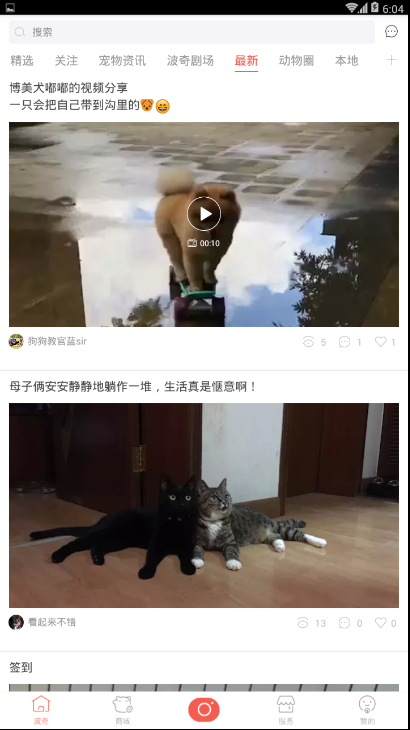 6:04
搜索
精选 关注 宠物资讯 波奇剧场 最新 动物圈 本地
博美犬嘟嘟的视频分享
一只会把自己带到沟里的
00:10
狗狗教官蓝sir 5 1 1
母子俩安安静静地躺作一堆，生活真是惬意啊！
看起来不错 13 0 0
签到
波奇 商城 服务 我的